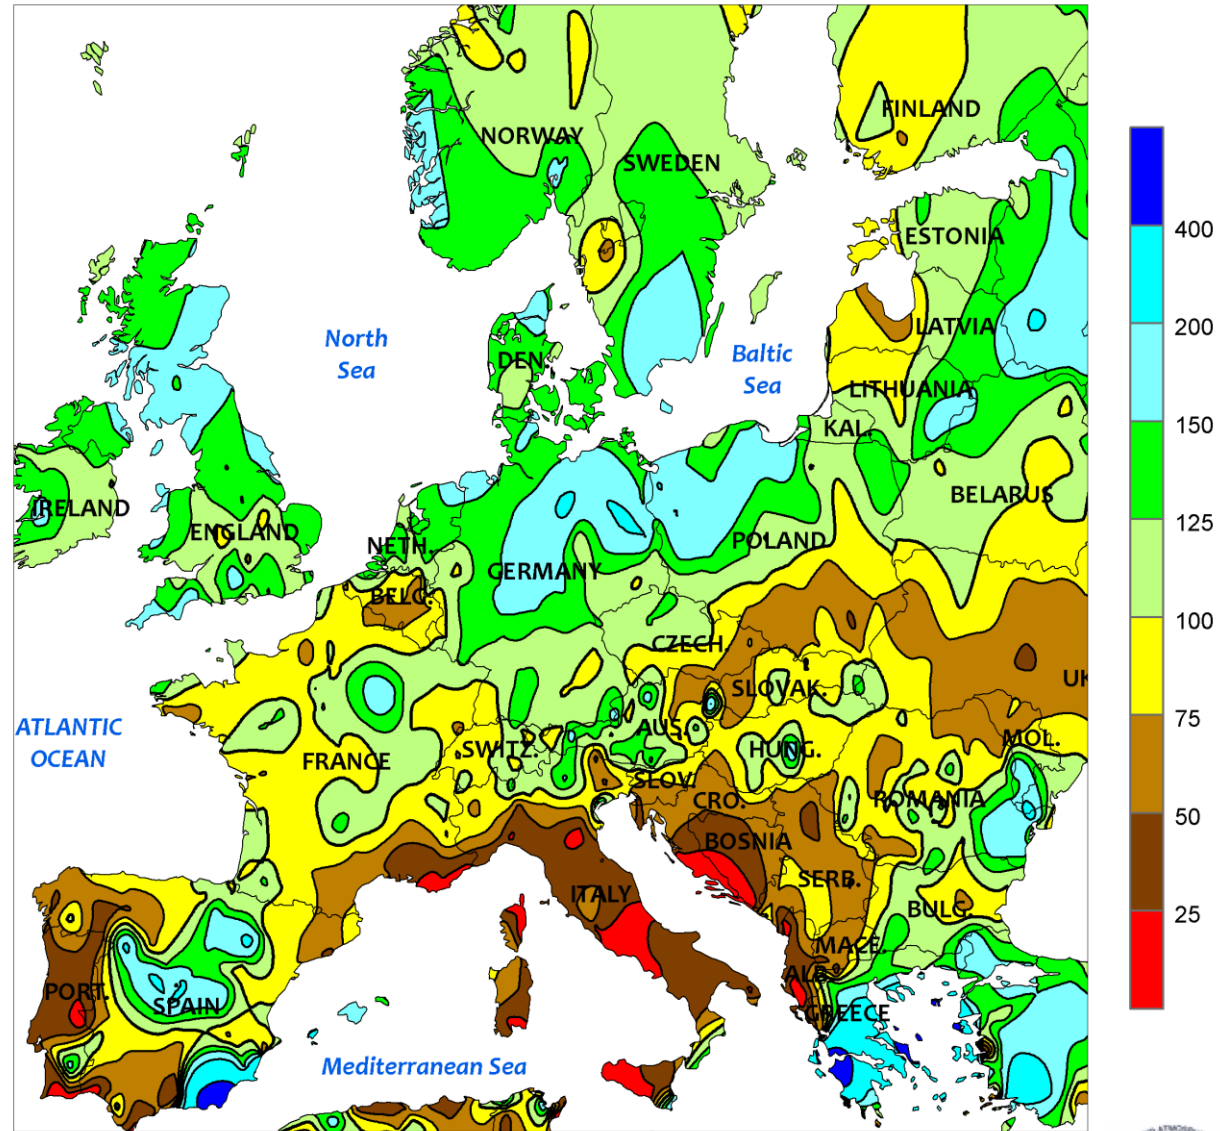 FINLAND
NORWAY
SWEDEN
ESTONIA
400
LATVIA
200
North
Sea
Baltic
Sea
DEN.
LITHUANIA
150
KAL.
BELARUS
IRELAND
ENGLAND
125
NETH.
POLAND
GERMANY
BELG.
100
CZECH.
UK
SLOVAK.
75
ATLANTIC
OCEAN
AUS.
MOL.
SWITZ.
HUNG.
FRANCE
SLOV.
CRO.
ROMANIA
50
BOSNIA
SERB.
ITALY
BULG.
25
MACE.
ALB.
PORT.
SPAIN
GREECE
Mediterranean Sea